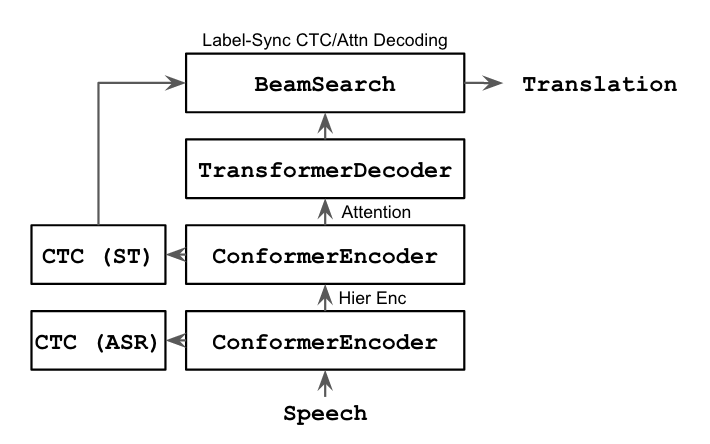 Label-Sync CTC/Attn Decoding
BeamSearch
Translation
TransformerDecoder
Attention
CTC (ST)
ConformerEncoder
Hier Enc
CTC (ASR)
ConformerEncoder
Speech